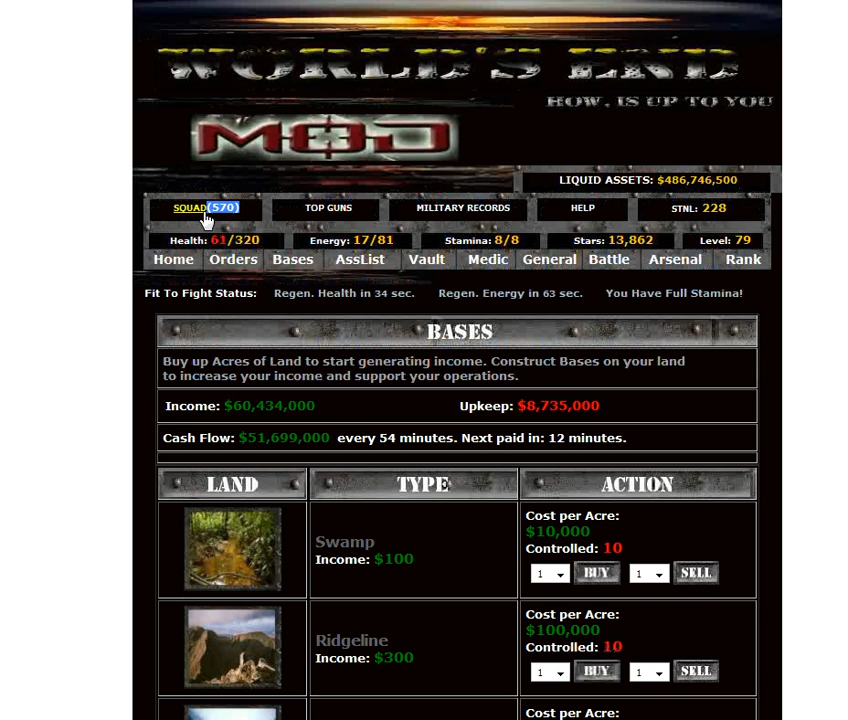 WORLD'S END
HOW, IS UP TO YOU
MOD
LIQUID ASSETS: $486,746,500
SQUAD(570) TOP GUNS MILITARY RECORDS HELP STNL: 228
Health: 61/320 Energy: 17/81 Stamina: 8/8 Stars: 13,862 Level: 79
Home Orders Bases AssList Vault Medic General Battle Arsenal Rank
Fit To Fight Status: Regen. Health in 34 sec. Regen. Energy in 63 sec. You Have Full Stamina!
BASES
Buy up Acres of Land to start generating income. Construct Bases on your land
to increase your income and support your operations.
Income: $60,434,000 Upkeep: $8,735,000
Cash Flow: $51,699,000 every 54 minutes. Next paid in: 12 minutes.
LAND TYPE ACTION
Cost per Acre:
$10,000
Swamp
Income: $100
Controlled: 10
1 BUY 1 SELL
Cost per Acre:
$100,000
Ridgeline
Income: $300
Controlled: 10
1 BUY 1 SELL
Cost per Acre: